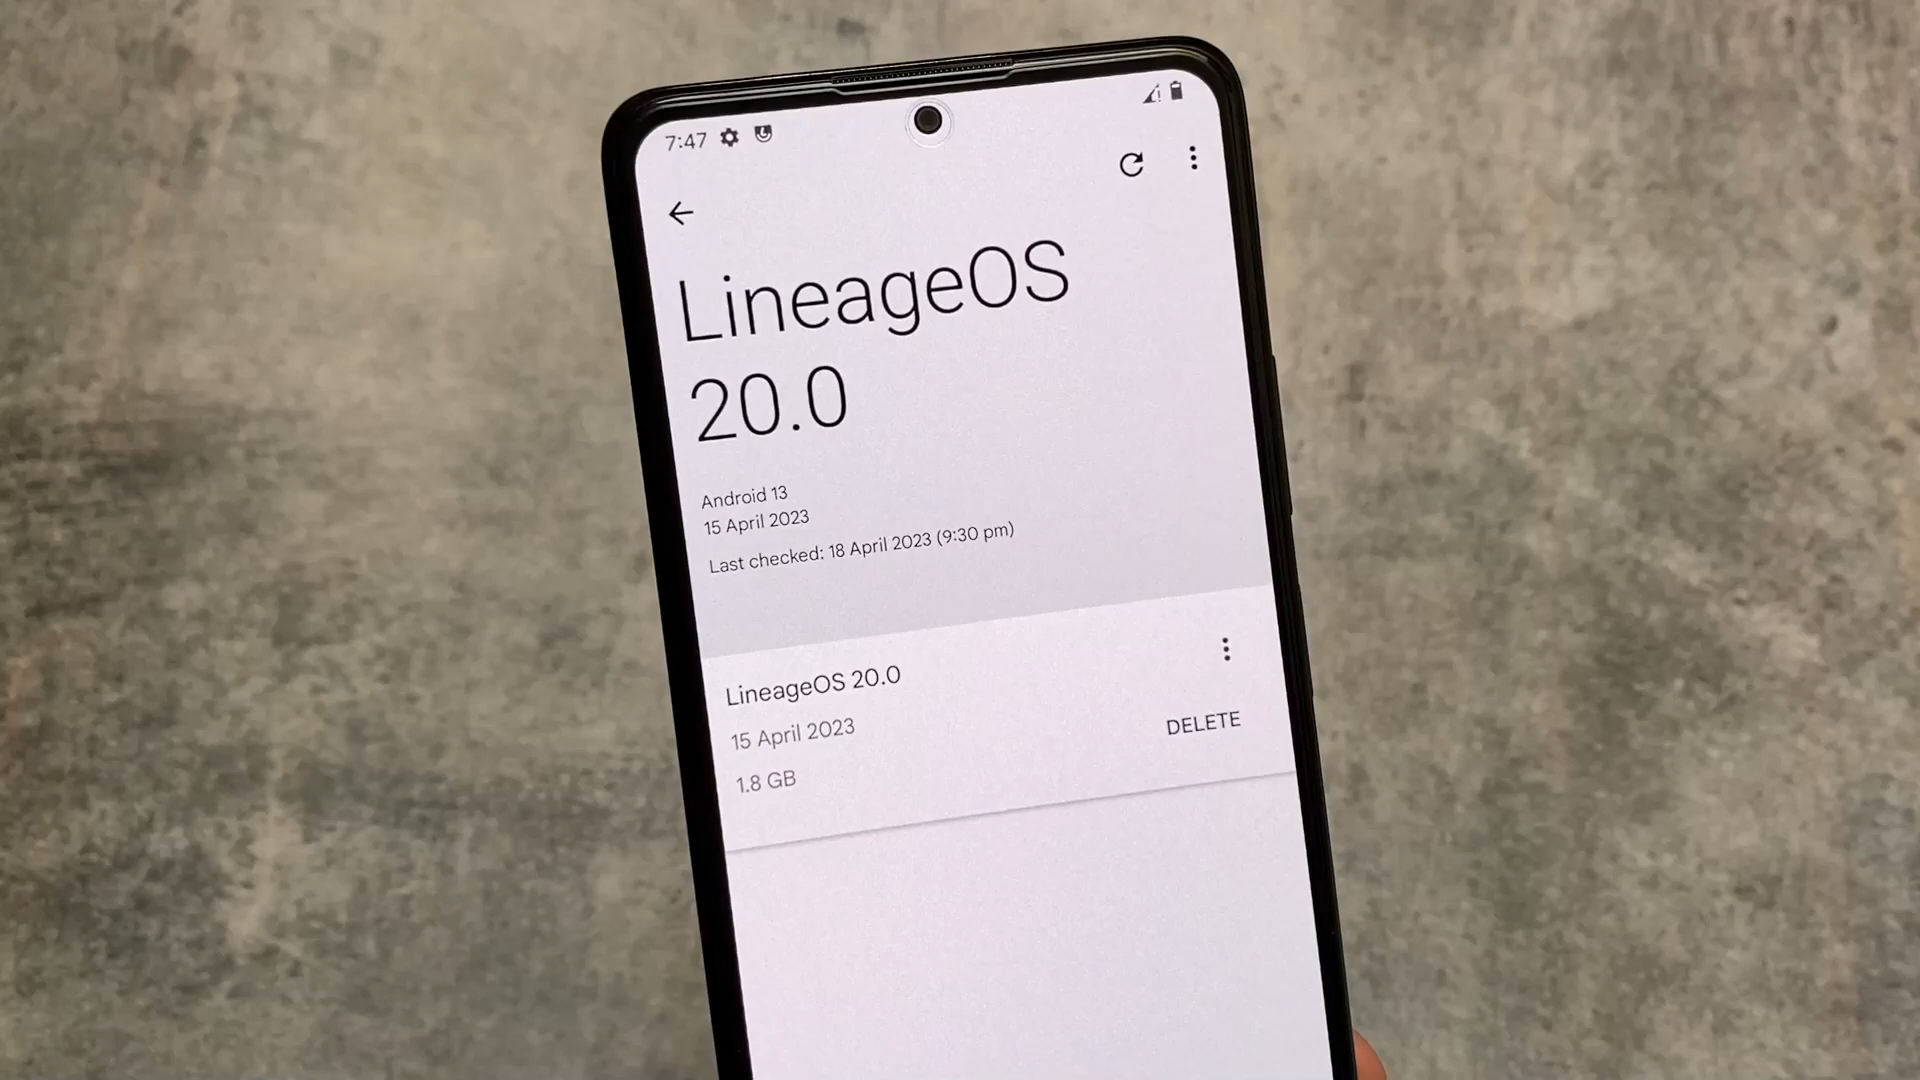 7:47
LineageOS
20.0
Android 13
15 April 2023
Last checked: 18 April 2023 (9:30 pm)
LineageOS 20.0
15 April 2023
DELETE
1.8 GB